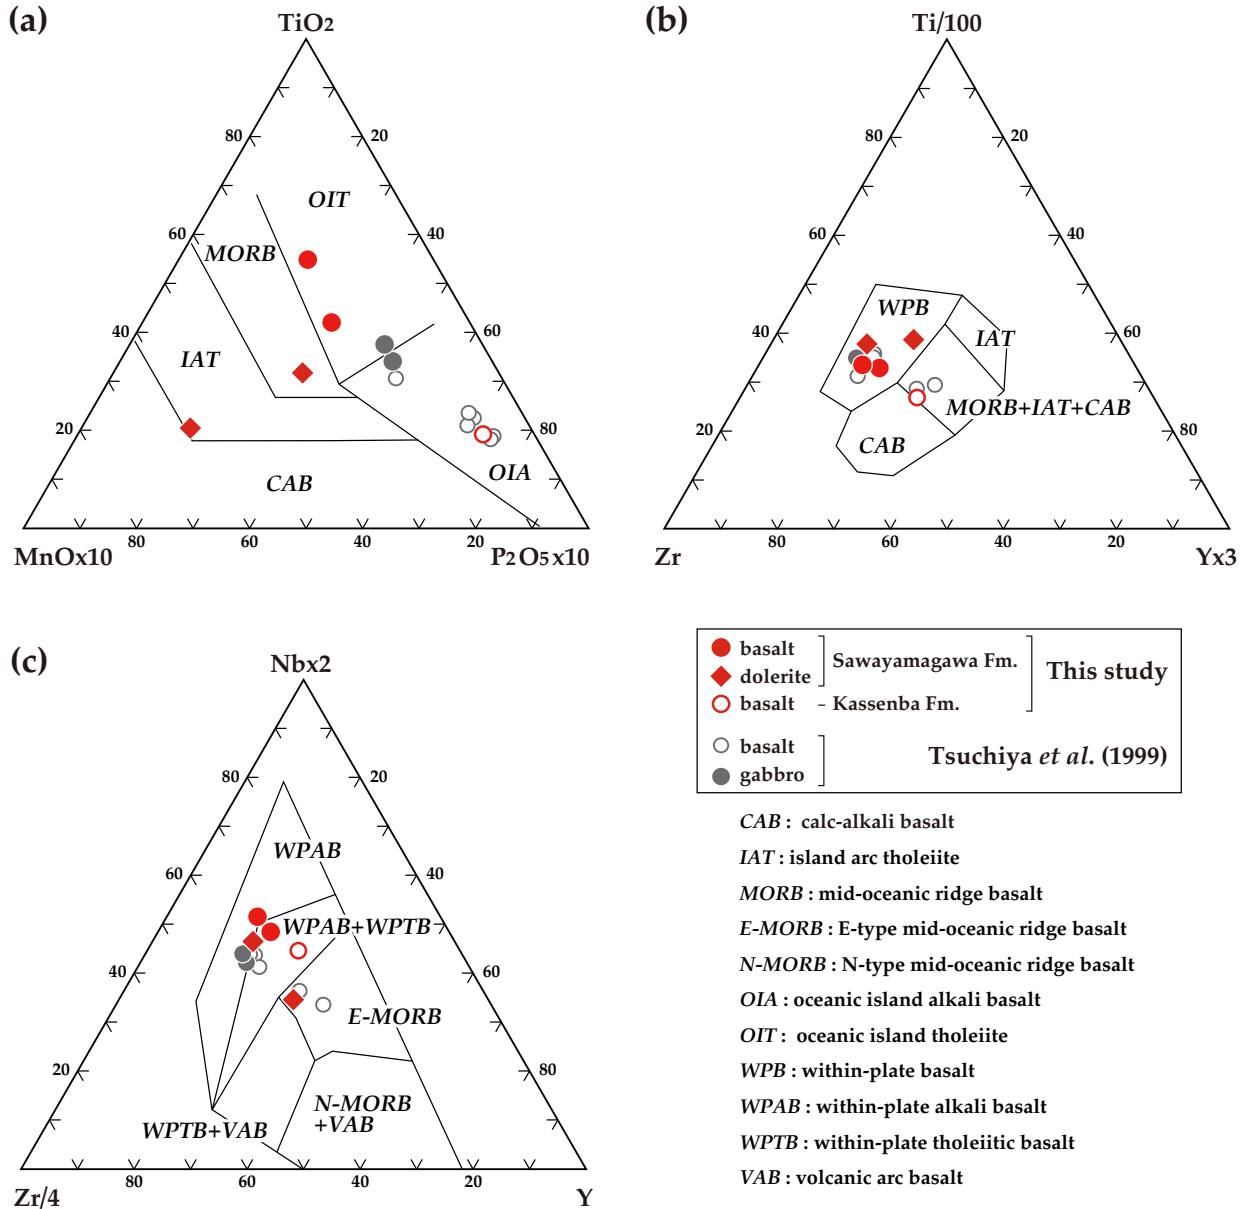 (a)
TiO2
80
20
OIT
60
MORB
40
40
IAT
60
20
80
CAB
OIA
80
60
40
20
MnOx10
P2O5x10
(b)
Ti/100
80
20
60
40
WPB
40
IAT
60
MORB+IAT+CAB
20
CAB
80
80
60
40
20
Zr
Yx3
(c)
Nbx2
80
20
WPAB
60
40
WPAB+WPTB
40
60
E-MORB
20
80
N-MORB
+VAB
WPTB+VAB
80
60
40
20
Zr/4
Y
basalt
dolerite
Sawayamagawa Fm.
This study
basalt – Kassenba Fm.
basalt
gabbro
Tsuchiya et al. (1999)
CAB : calc-alkali basalt
IAT : island arc tholeiite
MORB : mid-oceanic ridge basalt
E-MORB : E-type mid-oceanic ridge basalt
N-MORB : N-type mid-oceanic ridge basalt
OIA : oceanic island alkali basalt
OIT : oceanic island tholeiite
WPB : within-plate basalt
WPAB : within-plate alkali basalt
WPTB : within-plate tholeiitic basalt
VAB : volcanic arc basalt